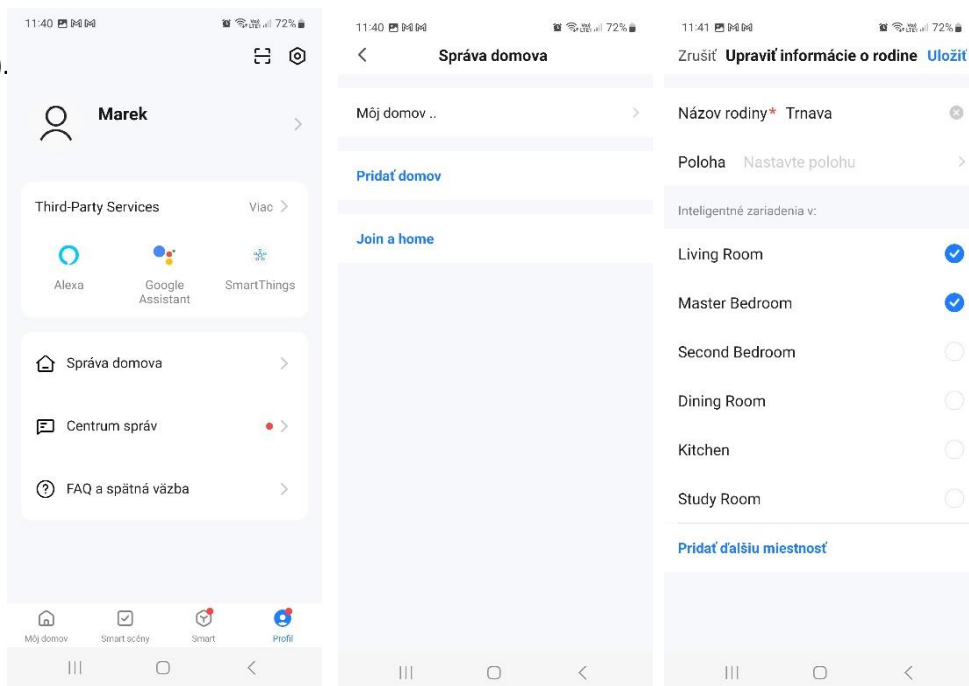 ).
11:40 72%
Marek
Third-Party Services Viac
Alexa
Google
Assistant
SmartThings
Správa domova
Centrum správ
FAQ a spätná väzba
Môj domov Smart scény Smart Profil
11:40 72%
Správa domova
Môj domov ..
Pridať domov
Join a home
11:41 72%
Zrušiť Upraviť informácie o rodine Uložiť
Názov rodiny* Trnava
Poloha Nastavte polohu
Inteligentné zariadenia v:
Living Room
Master Bedroom
Second Bedroom
Dining Room
Kitchen
Study Room
Pridať ďalšiu miestnosť